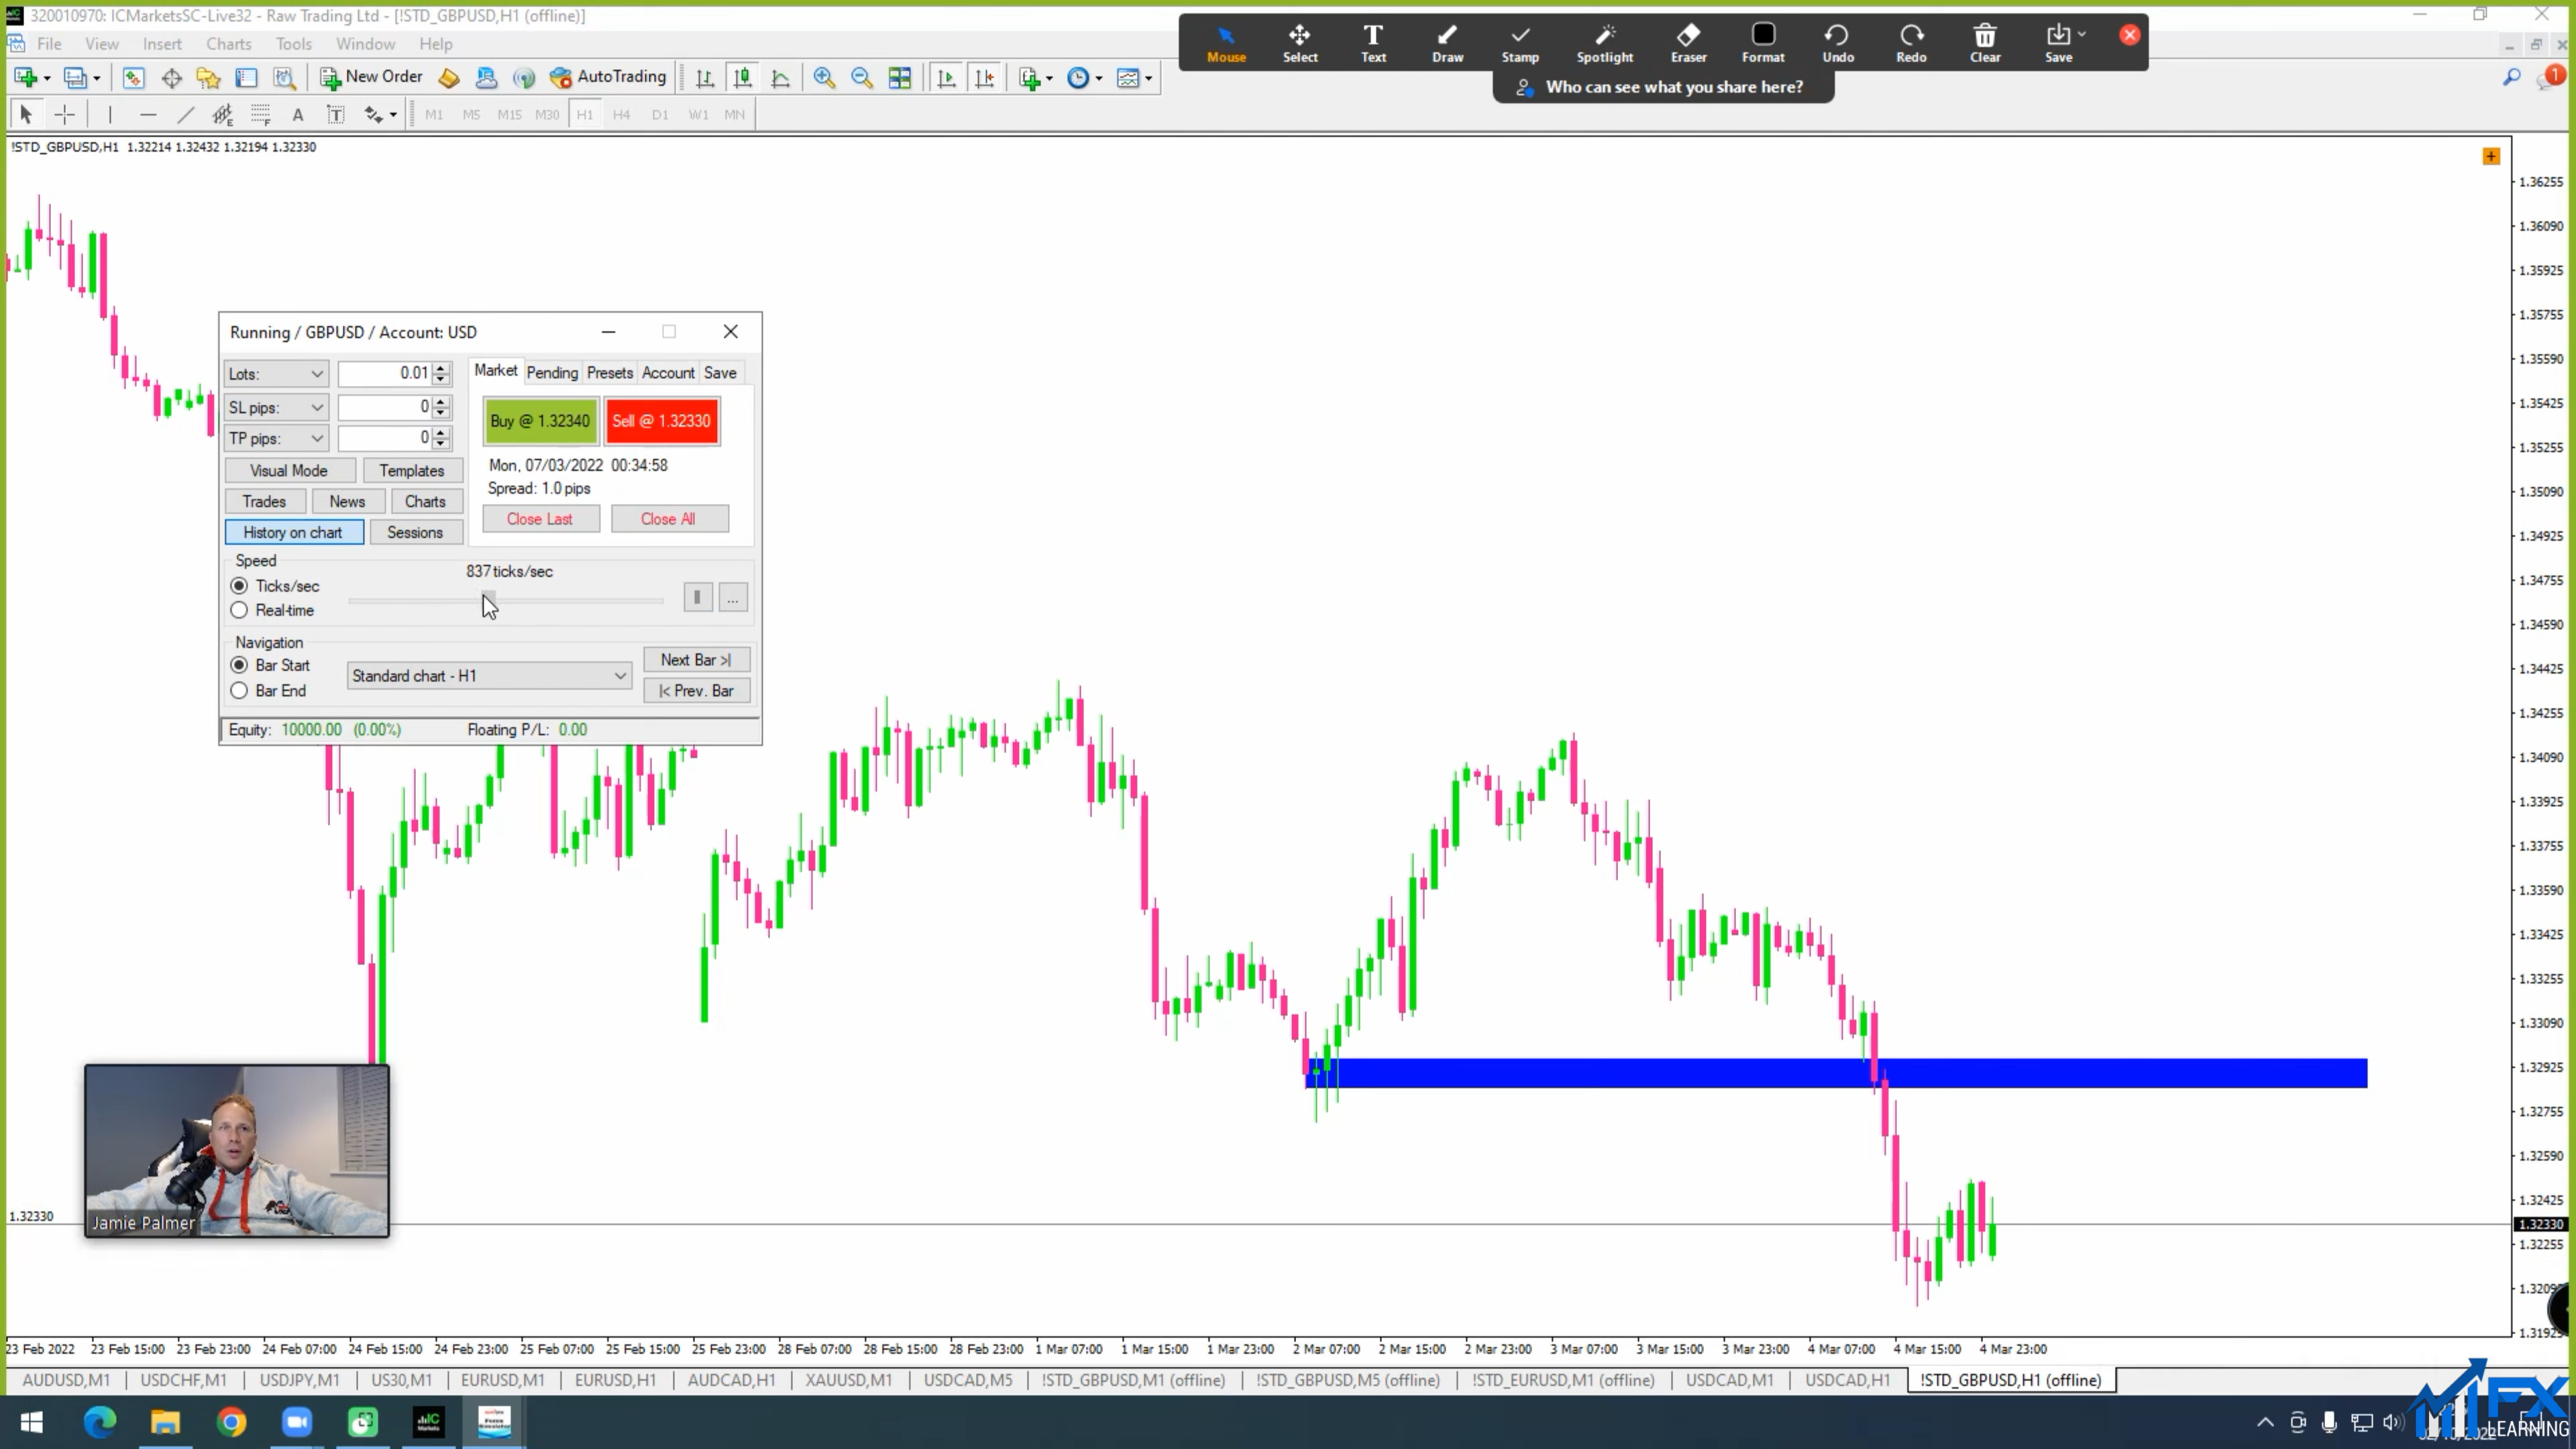 320010970: ICMarketsSC-Live32 - Raw Trading Ltd - [!STD_GBPUSD,H1 (offline)]
File View Insert Charts Tools Window Help
Mouse Select Text Draw Stamp Spotlight Eraser Format Undo Redo Clear Save
Who can see what you share here?
New Order AutoTrading
1
M1 M5 M15 M30 H1 H4 D1 W1 MN
!STD_GBPUSD,H1 1.32214 1.32432 1.32194 1.32330
1.36255
1.36090
1.35925
1.35755
1.35590
1.35425
1.35255
1.35090
1.34925
1.34755
1.34590
1.34425
1.34255
1.34090
1.33925
1.33755
1.33590
1.33425
1.33255
1.33090
1.32925
1.32755
1.32590
1.32425
1.32330
1.32255
Running / GBPUSD / Account: USD
Lots: 0.01
SL pips: 0
TP pips: 0
Visual Mode Templates
Trades News Charts
History on chart Sessions
Market Pending Presets Account Save
Buy @ 1.32340 Sell @ 1.32330
Mon, 07/03/2022 00:34:58
Spread: 1.0 pips
Close Last Close All
Speed
837 ticks/sec
Ticks/sec
Real-time
...
Navigation
Bar Start
Bar End
Standard chart - H1
Next Bar >|
|< Prev. Bar
Equity: 10000.00 (0.00%) Floating P/L: 0.00
1.32330
Jamie Palmer
23 Feb 2022 23 Feb 15:00 23 Feb 23:00 24 Feb 07:00 24 Feb 15:00 24 Feb 23:00 25 Feb 07:00 25 Feb 15:00 25 Feb 23:00 28 Feb 07:00 28 Feb 15:00 28 Feb 23:00 1 Mar 07:00 1 Mar 15:00 1 Mar 23:00 2 Mar 07:00 2 Mar 15:00 2 Mar 23:00 3 Mar 07:00 3 Mar 15:00 3 Mar 23:00 4 Mar 07:00 4 Mar 15:00 4 Mar 23:00
AUDUSD,M1 USDCHF,M1 USDJPY,M1 US30,M1 EURUSD,M1 EURUSD,H1 AUDCAD,H1 XAUUSD,M1 USDCAD,M5 !STD_GBPUSD,M1 (offline) !STD_GBPUSD,M5 (offline) !STD_EURUSD,M1 (offline) USDCAD,M1 USDCAD,H1 !STD_GBPUSD,H1 (offline)
FX
LEARNING